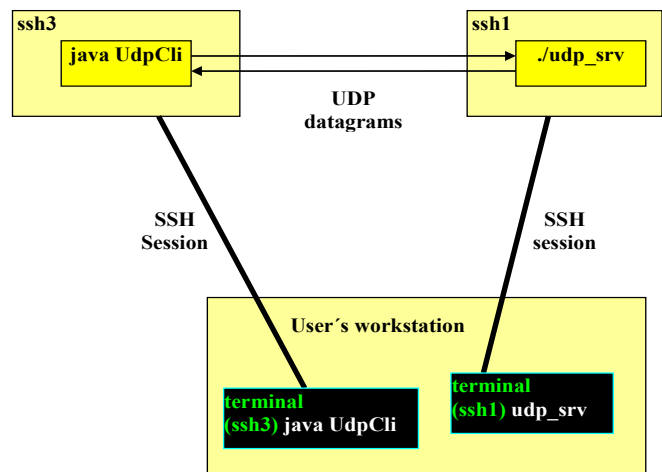 ssh3
java UdpCli
ssh1
./udp_srv
UDP
datagrams
SSH
Session
SSH
session
User´s workstation
terminal
(ssh3) java UdpCli
terminal
(ssh1) udp_srv